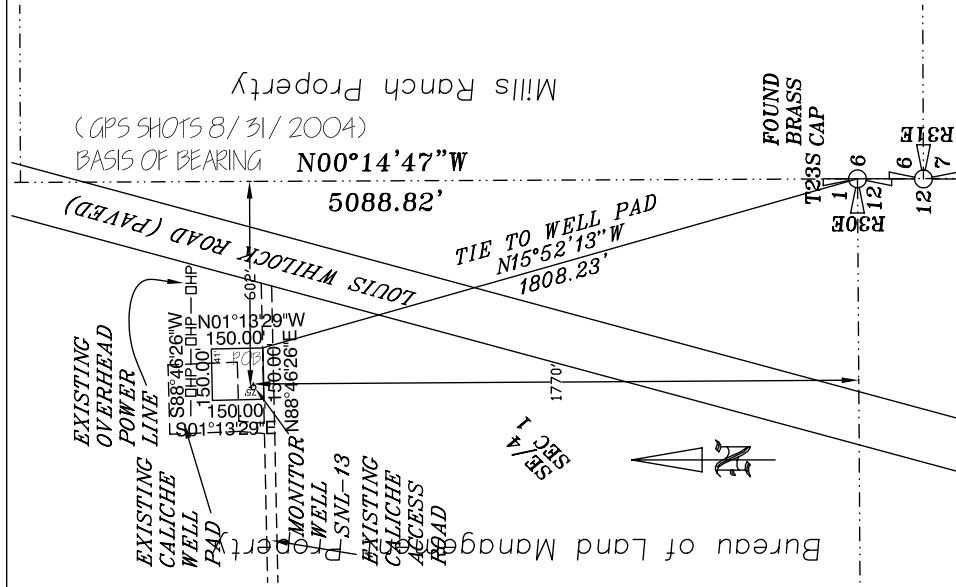 Mills Ranch Property
( GPS SHOTS 8/ 31/ 2004)
BASIS OF BEARING
N00°14'47"W
5088.82'
FOUND
BRASS
CAP
T23S
1
6
12
6
12
7
R30E
R31E
LOUIS WHILOCK ROAD (PAVED)
TIE TO WELL PAD
N15°52'13"W
1808.23'
602'
1770'
EXISTING
OVERHEAD
POWER
LINE
OHP
OHP
OHP
N01°13'29"W
150.00'
S88°46'26"W
150.00'
POB
75'
150.00'
N88°46'26"E
150.00'
S01°13'29"E
EXISTING
CALICHE
WELL
PAD
MONITOR
WELL
SNL-13
EXISTING
CALICHE
ACCESS
ROAD
SE/4
SEC 1
N
Bureau of Land Management Property